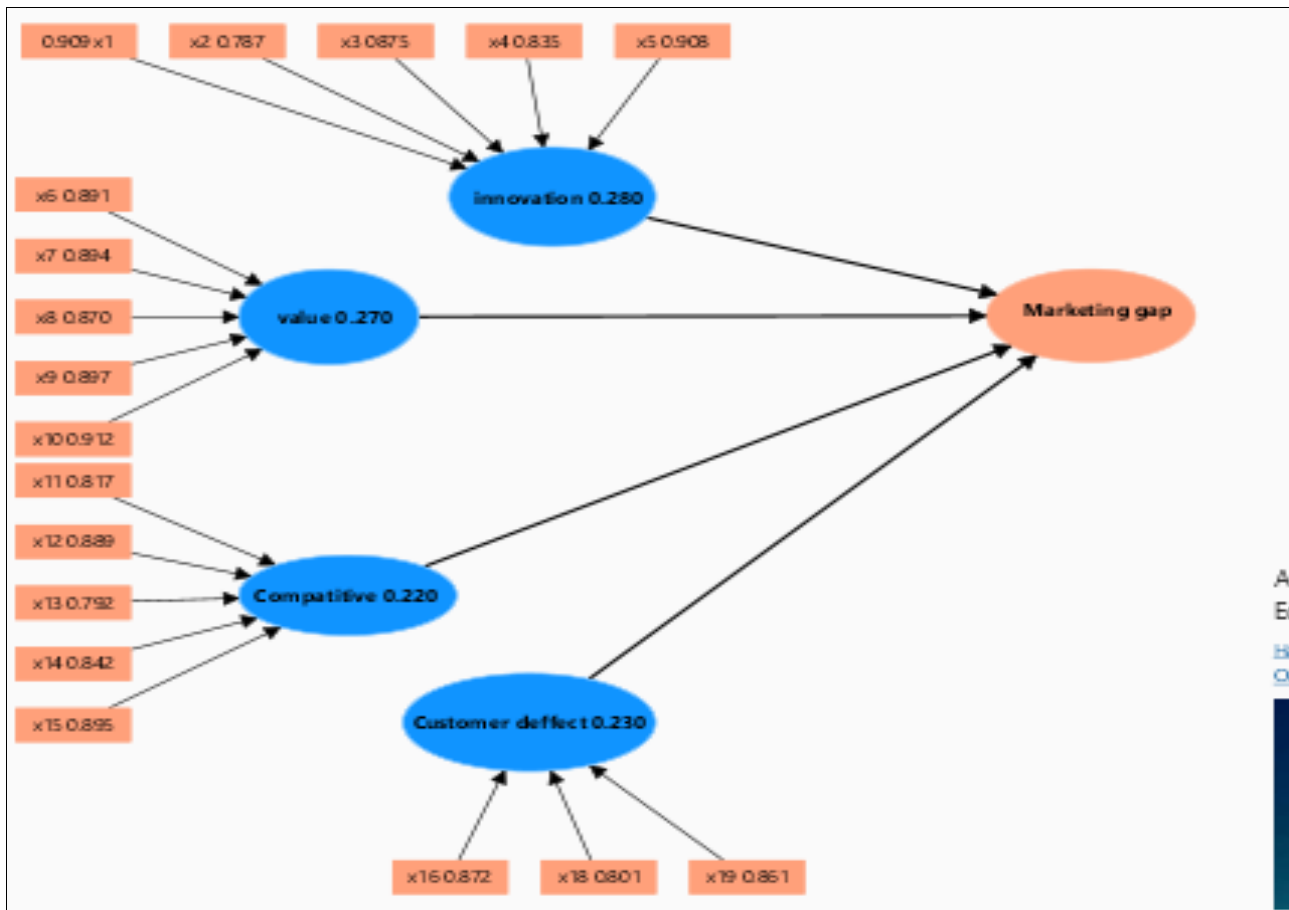 0.909 x1
x2 0.787
x3 0875
x4 0.835
x5 0.908
innovation 0.280
x6 0.891
x7 0.894
x8 0.870
x9 0.897
x10 0.912
value 0.270
Marketing gap
x11 0.817
x12 0.889
x13 0.792
x14 0.842
x15 0.895
Compatitive 0.220
Customer deffect 0.230
x16 0.872
x18 0.801
x19 0.861